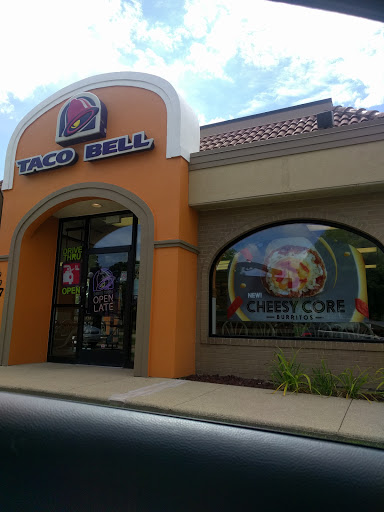 TACO BELL
DRIVE
THRU
OPEN
OPEN
LATE
NEW!
CHEESY CORE
BURRITOS